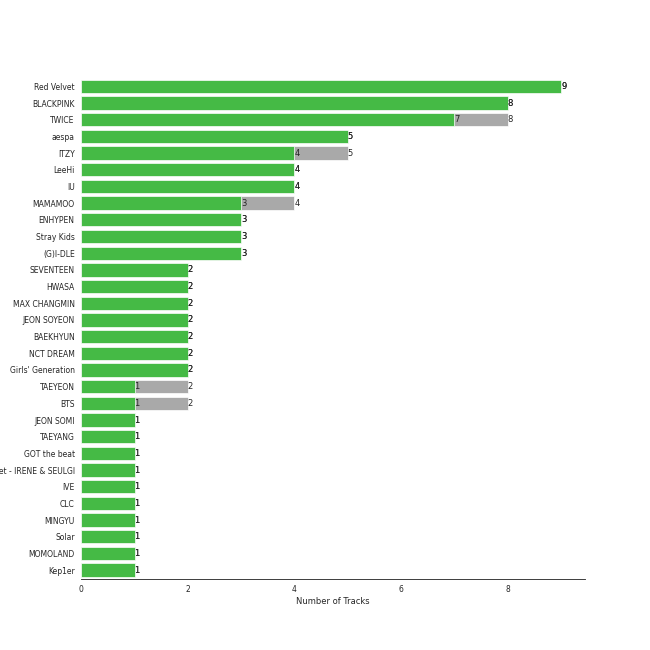 Red Velvet 9
BLACKPINK 8
TWICE 7 8
aespa 5
ITZY 4 5
LeeHi 4
IU 4
MAMAMOO 3 4
ENHYPEN 3
Stray Kids 3
(G)I-DLE 3
SEVENTEEN 2
HWASA 2
MAX CHANGMIN 2
JEON SOYEON 2
BAEKHYUN 2
NCT DREAM 2
Girls' Generation 2
TAEYEON 1 2
BTS 1 2
JEON SOMI 1
TAEYANG 1
GOT the beat 1
et - IRENE & SEULGI 1
IVE 1
CLC 1
MINGYU 1
Solar 1
MOMOLAND 1
Kep1er 1
0 2 4 6 8
Number of Tracks